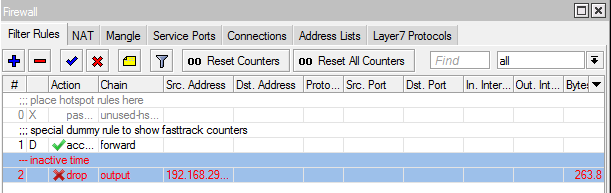 Firewall
Filter Rules NAT Mangle Service Ports Connections Address Lists Layer7 Protocols
00 Reset Counters 00 Reset All Counters Find all
# Action Chain Src. Address Dst. Address Proto... Src. Port Dst. Port In. Inter... Out. Int... Bytes
;;; place hotspot rules here
0 X pas... unused-hs...
;;; special dummy rule to show fasttrack counters
1 D acc... forward
--- inactive time
2 drop output 192.168.29... 263.8